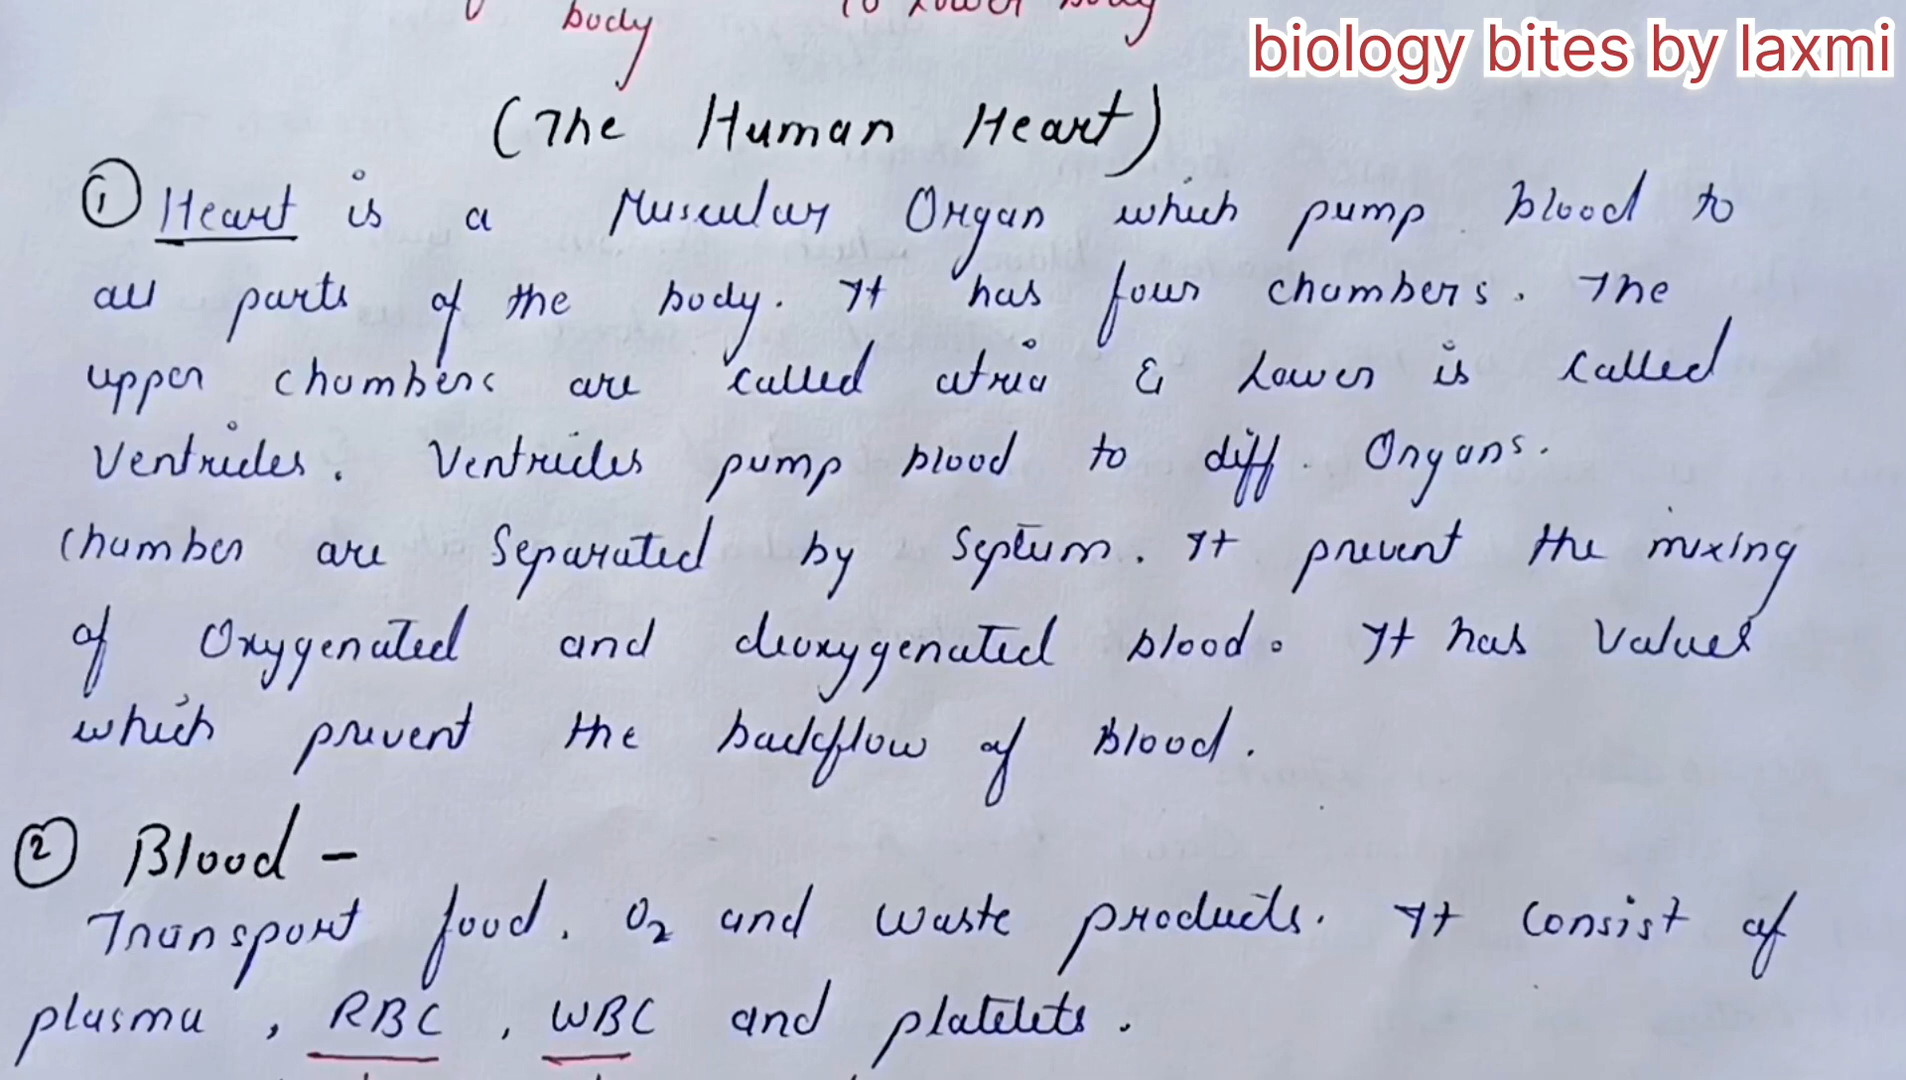 body to Lower body
biology bites by laxmi
(The Human Heart)
① Heart is a Muscular Organ which pump blood to
all parts of the body. It has four chambers. The
upper chambers are called atria & Lower is called
Ventricles. Ventricles pump blood to diff. Organs.
Chamber are Separated by Septum. It prevent the mixing
of Oxygenated and deoxygenated blood. It has Valves
which prevent the backflow of Blood.
② Blood -
Transport food, O₂ and waste products. It consist of
plasma, RBC, WBC and platelets.